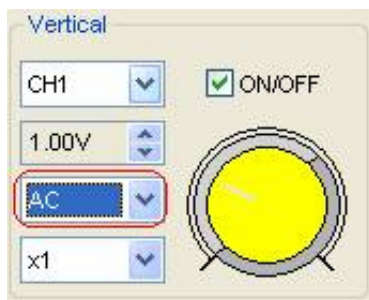 Vertical
CH1
ON/OFF
1.00V
AC
x1